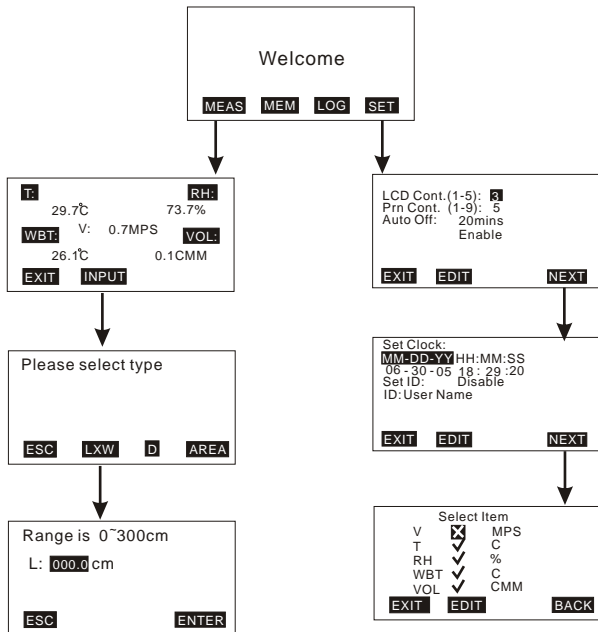 Welcome
MEAS MEM LOG SET
T: RH:
29.7°C 73.7%
WBT: V: 0.7MPS VOL:
26.1°C 0.1CMM
EXIT INPUT
Please select type
ESC LXW D AREA
Range is 0~300cm
L: 000.0 cm
ESC ENTER
LCD Cont.(1-5): 3
Prn Cont. (1-9): 5
Auto Off: 20mins
Enable
EXIT EDIT NEXT
Set Clock:
MM-DD-YY HH:MM:SS
06-30-05 18:29:20
Set ID: Disable
ID:User Name
EXIT EDIT NEXT
Select Item
V MPS
T C
RH %
WBT C
VOL CMM
EXIT EDIT BACK